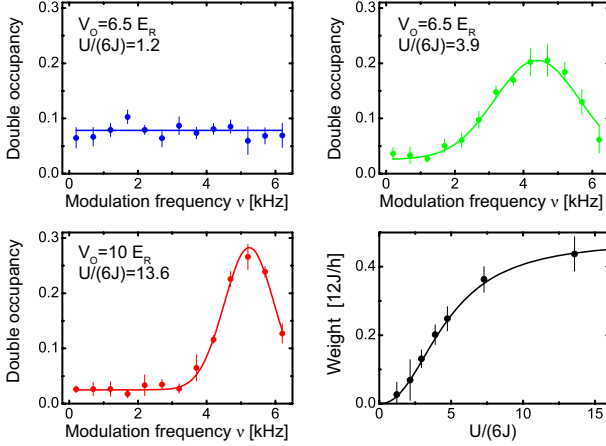 V_O=6.5 E_R
U/(6J)=1.2
Double occupancy
0.3
0.2
0.1
0.0
0 2 4 6
Modulation frequency ν [kHz]
V_O=6.5 E_R
U/(6J)=3.9
Double occupancy
0.3
0.2
0.1
0.0
0 2 4 6
Modulation frequency ν [kHz]
V_O=10 E_R
U/(6J)=13.6
Double occupancy
0.3
0.2
0.1
0.0
0 2 4 6
Modulation frequency ν [kHz]
Weight [12J/h]
0.4
0.2
0.0
0 5 10 15
U/(6J)